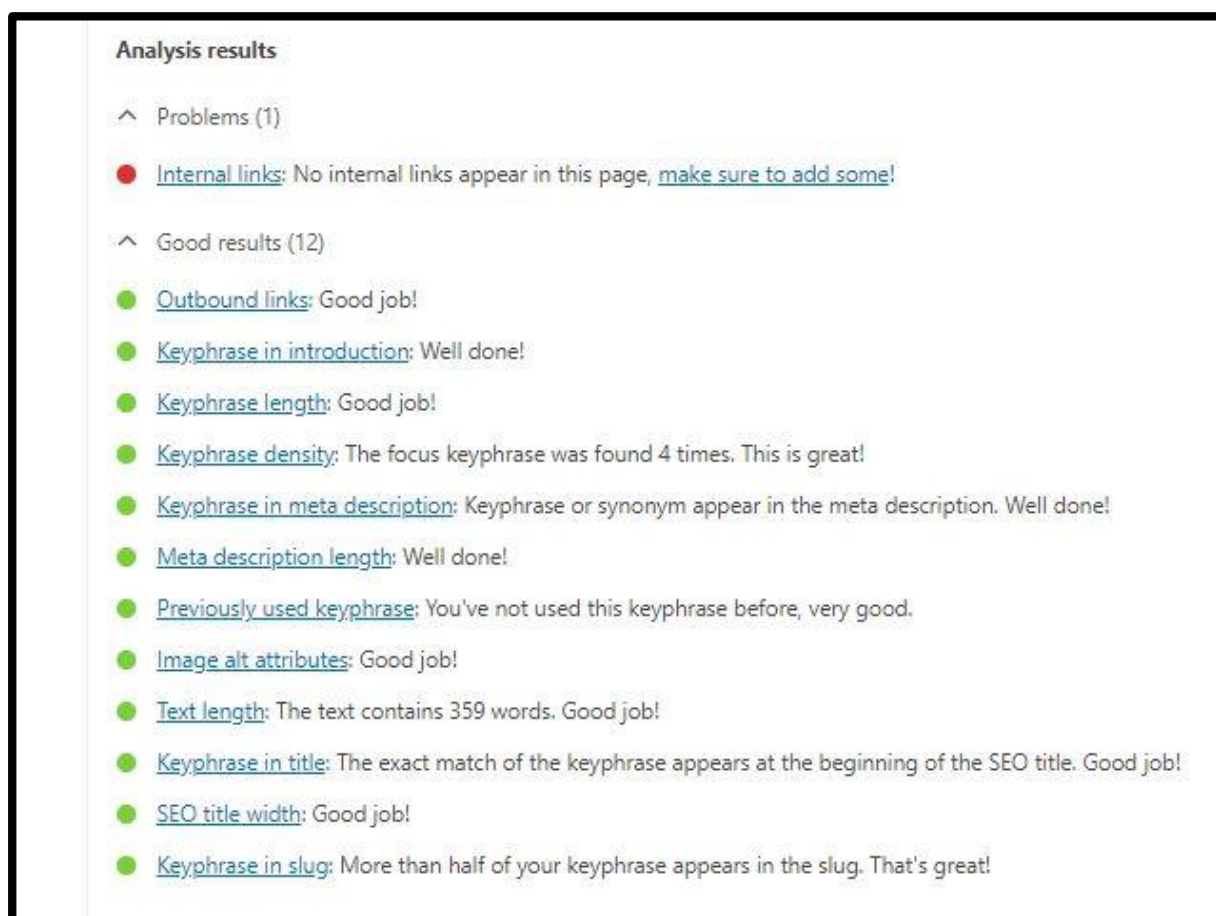 Analysis results
Problems (1)
Internal links: No internal links appear in this page, make sure to add some!
Good results (12)
Outbound links: Good job!
Keyphrase in introduction: Well done!
Keyphrase length: Good job!
Keyphrase density: The focus keyphrase was found 4 times. This is great!
Keyphrase in meta description: Keyphrase or synonym appear in the meta description. Well done!
Meta description length: Well done!
Previously used keyphrase: You've not used this keyphrase before, very good.
Image alt attributes: Good job!
Text length: The text contains 359 words. Good job!
Keyphrase in title: The exact match of the keyphrase appears at the beginning of the SEO title. Good job!
SEO title width: Good job!
Keyphrase in slug: More than half of your keyphrase appears in the slug. That's great!